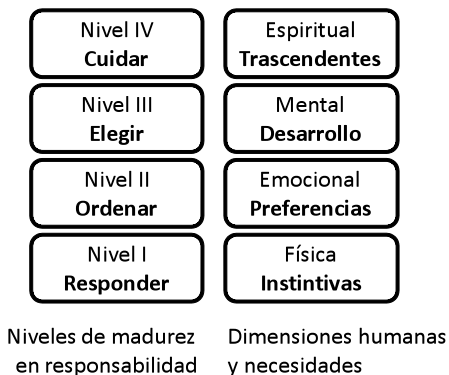 Nivel IV
Cuidar
Espiritual
Trascendentes
Nivel III
Elegir
Mental
Desarrollo
Nivel II
Ordenar
Emocional
Preferencias
Nivel I
Responder
Física
Instintivas
Niveles de madurez
en responsabilidad
Dimensiones humanas
y necesidades